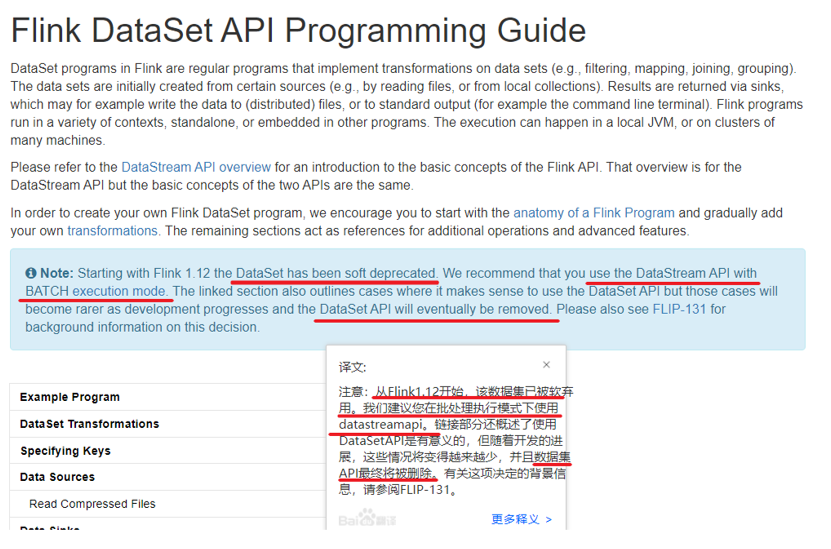 Flink DataSet API Programming Guide
DataSet programs in Flink are regular programs that implement transformations on data sets (e.g., filtering, mapping, joining, grouping).
The data sets are initially created from certain sources (e.g., by reading files, or from local collections). Results are returned via sinks,
which may for example write the data to (distributed) files, or to standard output (for example the command line terminal). Flink programs
run in a variety of contexts, standalone, or embedded in other programs. The execution can happen in a local JVM, or on clusters of
many machines.
Please refer to the DataStream API overview for an introduction to the basic concepts of the Flink API. That overview is for the
DataStream API but the basic concepts of the two APIs are the same.
In order to create your own Flink DataSet program, we encourage you to start with the anatomy of a Flink Program and gradually add
your own transformations. The remaining sections act as references for additional operations and advanced features.
Note: Starting with Flink 1.12 the DataSet has been soft deprecated. We recommend that you use the DataStream API with
BATCH execution mode. The linked section also outlines cases where it makes sense to use the DataSet API but those cases will
become rarer as development progresses and the DataSet API will eventually be removed. Please also see FLIP-131 for
background information on this decision.
Example Program
DataSet Transformations
Specifying Keys
Data Sources
Read Compressed Files
Data Sinks
译文:
×
注意：从Flink1.12开始，该数据集已被软弃
用。我们建议您在批处理执行模式下使用
datastreamapi。链接部分还概述了使用
DataSetAPI是有意义的，但随着开发的进
展，这些情况将变得越来越少，并且数据集
API最终将被删除。有关这项决定的背景信
息，请参阅FLIP-131。
Bai翻译
更多释义 >